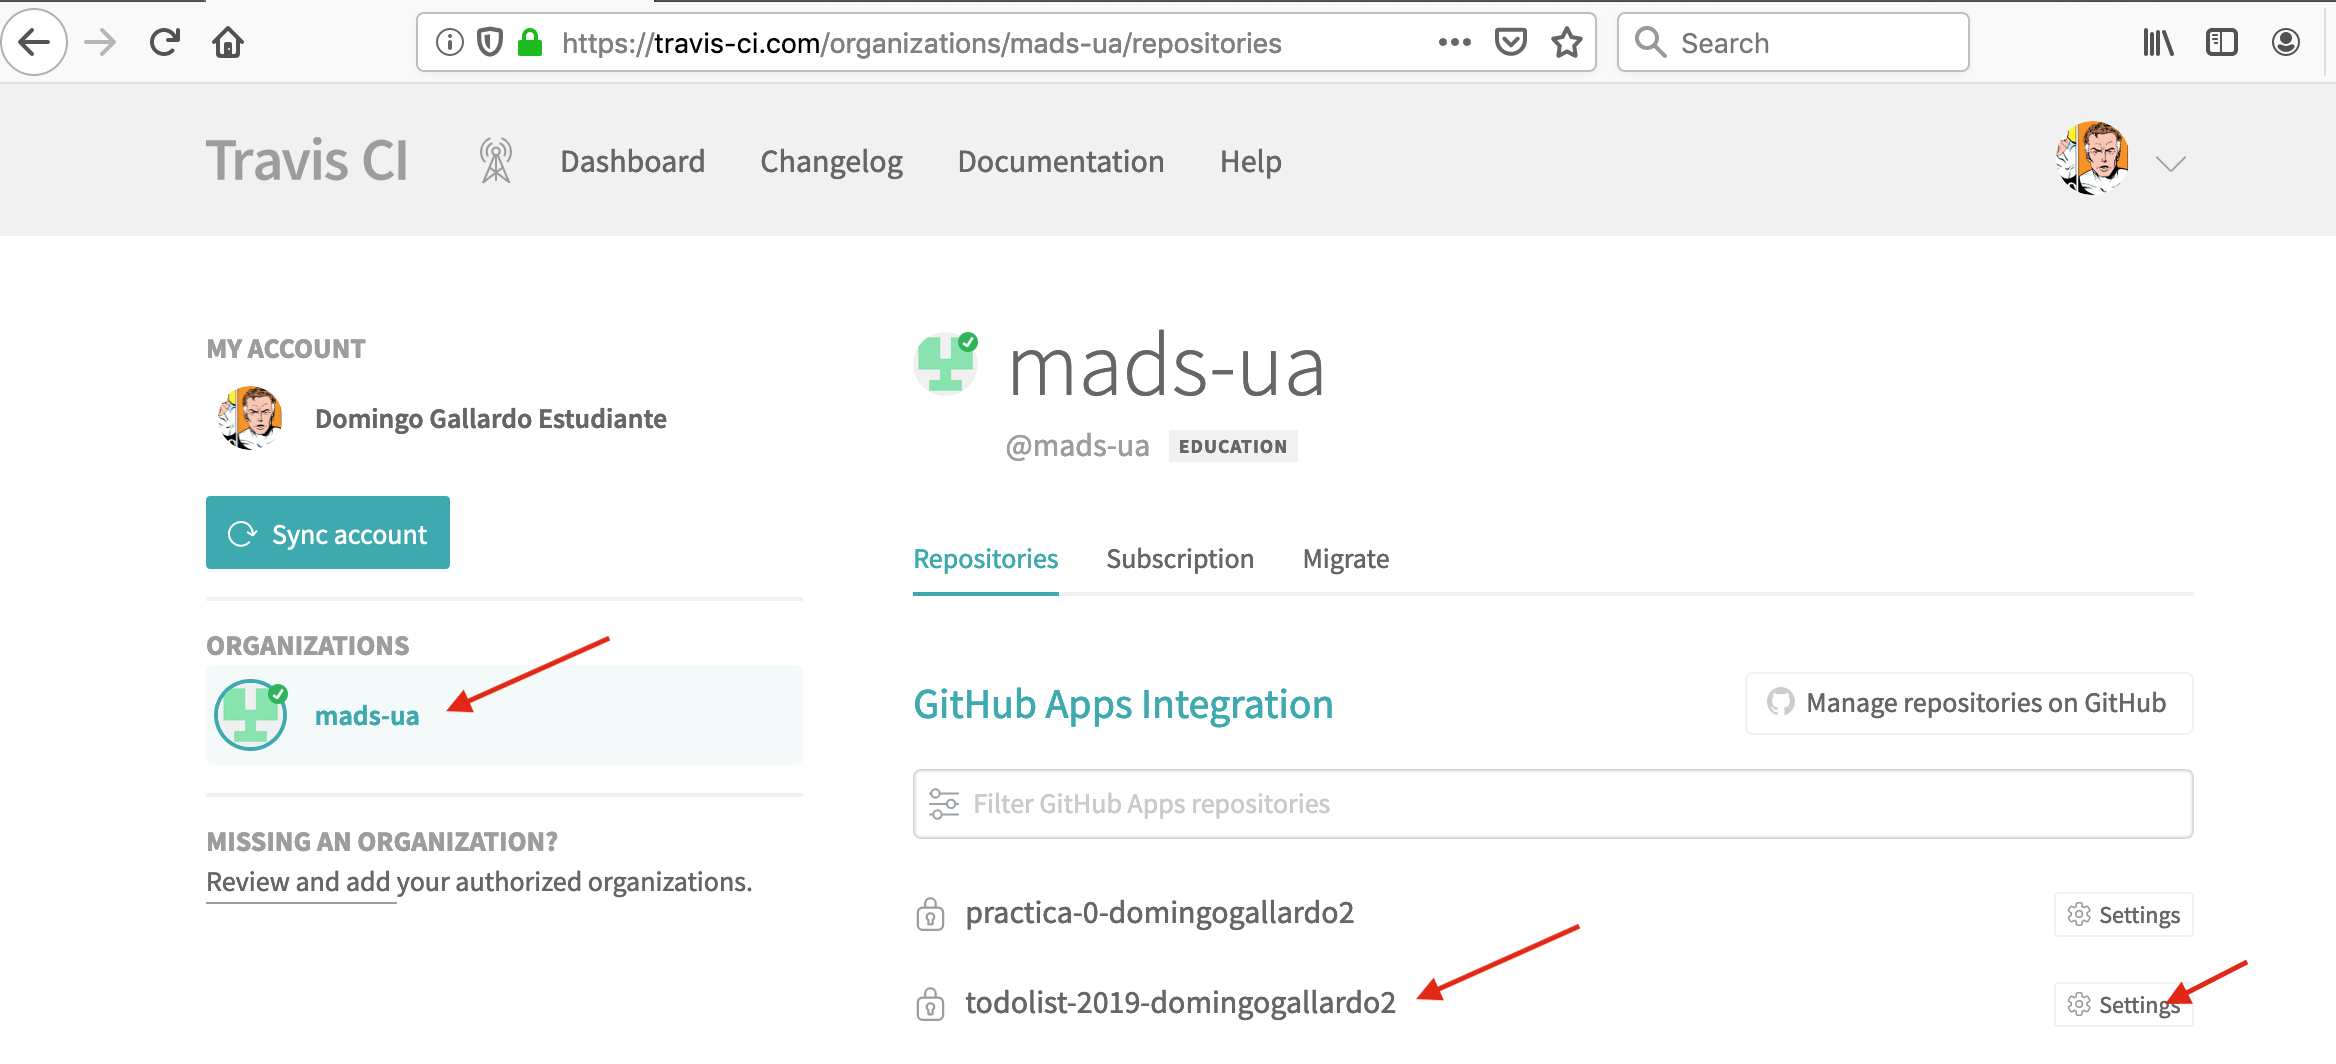 https://travis-ci.com/organizations/mads-ua/repositories
Search
Travis CI
Dashboard
Changelog
Documentation
Help
MY ACCOUNT
Domingo Gallardo Estudiante
Sync account
ORGANIZATIONS
mads-ua
MISSING AN ORGANIZATION?
Review and add your authorized organizations.
mads-ua
@mads-ua
EDUCATION
Repositories
Subscription
Migrate
GitHub Apps Integration
Manage repositories on GitHub
Filter GitHub Apps repositories
practica-0-domingogallardo2
Settings
todolist-2019-domingogallardo2
Settings